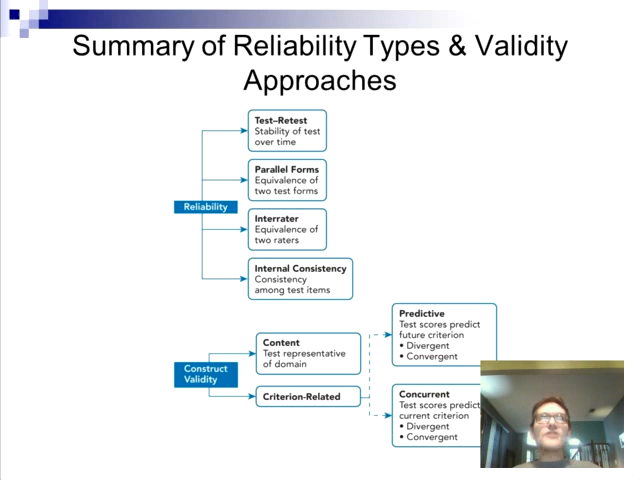 Summary of Reliability Types & Validity
Approaches
Test–Retest
Stability of test
over time
Parallel Forms
Equivalence of
two test forms
Reliability
Interrater
Equivalence of
two raters
Internal Consistency
Consistency
among test items
Construct
Validity
Content
Test representative
of domain
Criterion-Related
Predictive
Test scores predict
future criterion
• Divergent
• Convergent
Concurrent
Test scores predict
current criterion
• Divergent
• Convergent